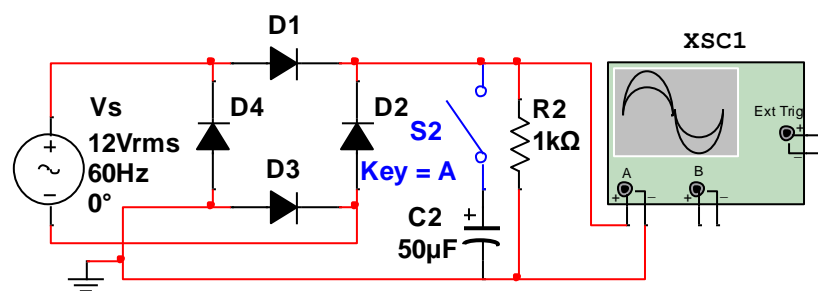 D1
XSC1
Vs
D4
D2
R2
Ext Trig
+
12Vrms
S2
1kΩ
+
60Hz
D3
Key = A
−
−
0°
A
B
C2
+
+
−
+
−
50µF